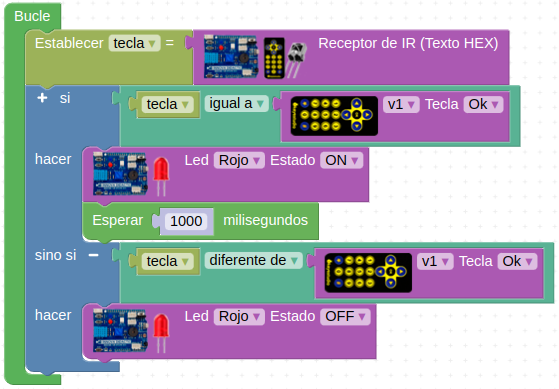 Bucle
Establecer tecla = Receptor de IR (Texto HEX)
+ si tecla igual a v1 Tecla Ok
hacer Led Rojo Estado ON
Esperar 1000 milisegundos
sino si − tecla diferente de v1 Tecla Ok
hacer Led Rojo Estado OFF